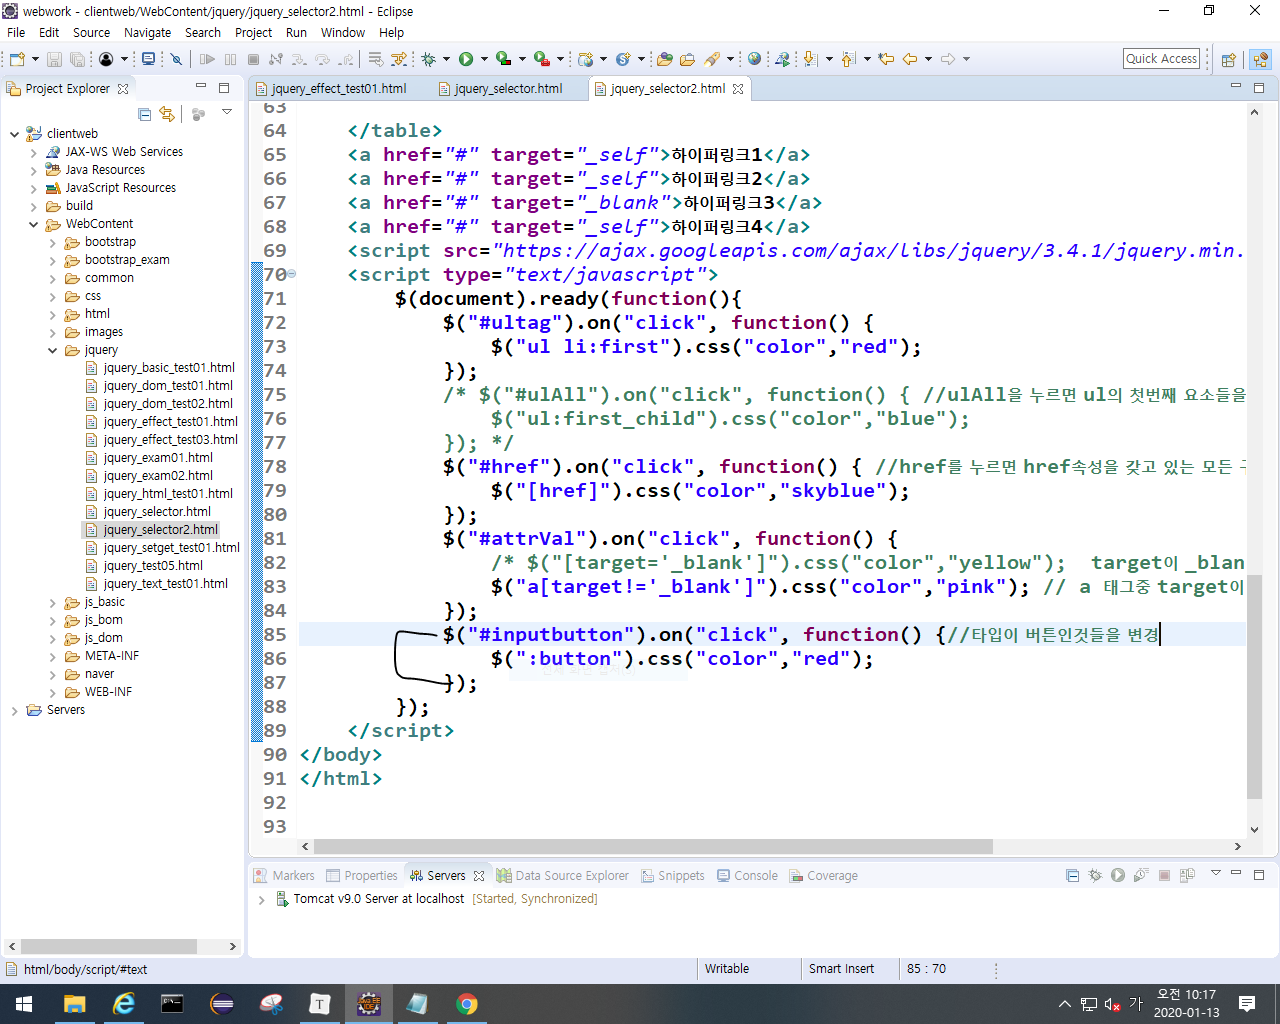 webwork - clientweb/WebContent/jquery/jquery_selector2.html - Eclipse
File Edit Source Navigate Search Project Run Window Help
Quick Access
Project Explorer
jquery_effect_test01.html
jquery_selector.html
jquery_selector2.html
clientweb
JAX-WS Web Services
Java Resources
JavaScript Resources
build
WebContent
bootstrap
bootstrap_exam
common
css
html
images
jquery
jquery_basic_test01.html
jquery_dom_test01.html
jquery_dom_test02.html
jquery_effect_test01.html
jquery_effect_test03.html
jquery_exam01.html
jquery_exam02.html
jquery_html_test01.html
jquery_selector.html
jquery_selector2.html
jquery_setget_test01.html
jquery_test05.html
jquery_text_test01.html
js_basic
js_bom
js_dom
META-INF
naver
WEB-INF
Servers
63
64 </table>
65 <a href="#" target="_self">하이퍼링크1</a>
66 <a href="#" target="_self">하이퍼링크2</a>
67 <a href="#" target="_blank">하이퍼링크3</a>
68 <a href="#" target="_self">하이퍼링크4</a>
69 <script src="https://ajax.googleapis.com/ajax/libs/jquery/3.4.1/jquery.min.
70 <script type="text/javascript">
71 $(document).ready(function(){
72 $("#ultag").on("click", function() {
73 $("ul li:first").css("color","red");
74 });
75 /* $("#ulAll").on("click", function() { //ulAll을 누르면 ul의 첫번째 요소들을
76 $("ul:first_child").css("color","blue");
77 }); */
78 $("#href").on("click", function() { //href를 누르면 href속성을 갖고 있는 모든
79 $("[href]").css("color","skyblue");
80 });
81 $("#attrVal").on("click", function() {
82 /* $("[target='_blank']").css("color","yellow"); target이 _blan
83 $("a[target!='_blank']").css("color","pink"); // a 태그중 target이
84 });
85 $("#inputbutton").on("click", function() {//타입이 버튼인것들을 변경
86 $(":button").css("color","red");
87 });
88 });
89 </script>
90 </body>
91 </html>
92
93
Markers Properties Servers Data Source Explorer Snippets Console Coverage
Tomcat v9.0 Server at localhost [Started, Synchronized]
html/body/script/#text
Writable
Smart Insert
85 : 70
T
가
오전 10:17
2020-01-13